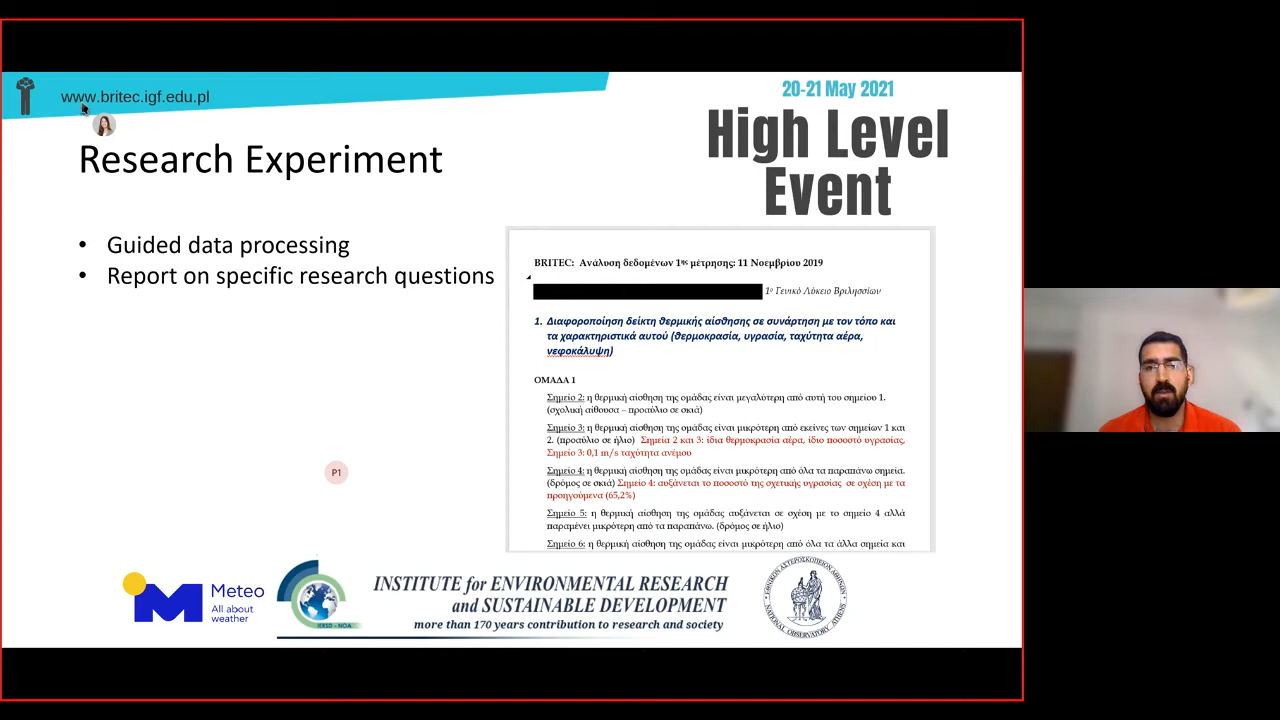 www.britec.igf.edu.pl
20-21 May 2021
High Level
Event
Research Experiment
• Guided data processing
• Report on specific research questions
BRITEC: Ανάλυση δεδομένων 1ης μέτρησης: 11 Νοεμβρίου 2019
1ο Γενικό Λύκειο Βριλησσίων
1. Διαφοροποίηση δείκτη θερμικής αίσθησης σε συνάρτηση με τον τόπο και
τα χαρακτηριστικά αυτού (θερμοκρασία, υγρασία, ταχύτητα αέρα,
νεφοκάλυψη)
ΟΜΑΔΑ 1
Σημείο 2: η θερμική αίσθηση της ομάδας είναι μεγαλύτερη από αυτή του σημείου 1.
(σχολική αίθουσα – προαύλιο σε σκιά)
Σημείο 3: η θερμική αίσθηση της ομάδας είναι μικρότερη από εκείνες των σημείων 1 και
2. (προαύλιο σε ήλιο) Σημεία 2 και 3: ίδια θερμοκρασία αέρα, ίδιο ποσοστό υγρασίας,
Σημείο 3: 0,1 m/s ταχύτητα ανέμου
Σημείο 4: η θερμική αίσθηση της ομάδας είναι μικρότερη από όλα τα παραπάνω σημεία.
(δρόμος σε σκιά) Σημείο 4: αυξάνεται το ποσοστό της σχετικής υγρασίας σε σχέση με τα
προηγούμενα (65,2%)
Σημείο 5: η θερμική αίσθηση της ομάδας αυξάνεται σε σχέση με το σημείο 4 αλλά
παραμένει μικρότερη από τα παραπάνω. (δρόμος σε ήλιο)
Σημείο 6: η θερμική αίσθηση της ομάδας είναι μικρότερη από όλα τα άλλα σημεία και
P1
Meteo
All about
weather
IERSD - NOA
INSTITUTE for ENVIRONMENTAL RESEARCH
and SUSTAINABLE DEVELOPMENT
more than 170 years contribution to research and society
ΕΘΝΙΚΟΝ ΑΣΤΕΡΟΣΚΟΠΕΙΟΝ ΑΘΗΝΩΝ
NATIONAL OBSERVATORY ATHENS